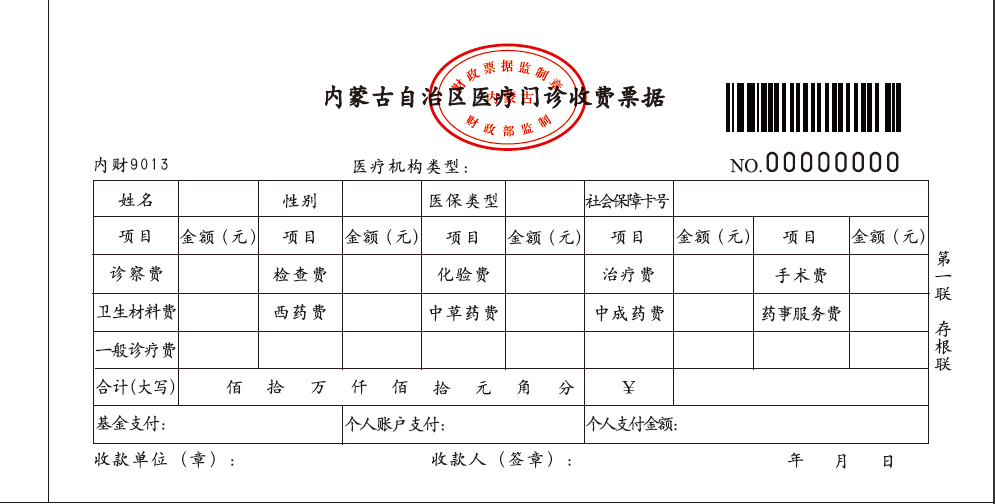 财政票据监制章
内蒙古自治区医疗门诊收费票据
内蒙古
财政部监制
内财9013
医疗机构类型：
NO.00000000
姓名 性别 医保类型 社会保障卡号
项目 金额（元） 项目 金额（元） 项目 金额（元） 项目 金额（元） 项目 金额（元）
诊察费 检查费 化验费 治疗费 手术费
卫生材料费 西药费 中草药费 中成药费 药事服务费
一般诊疗费
合计(大写) 佰 拾 万 仟 佰 拾 元 角 分 ￥
基金支付： 个人账户支付： 个人支付金额：
收款单位（章）： 收款人（签章）： 年 月 日
第一联 存根联